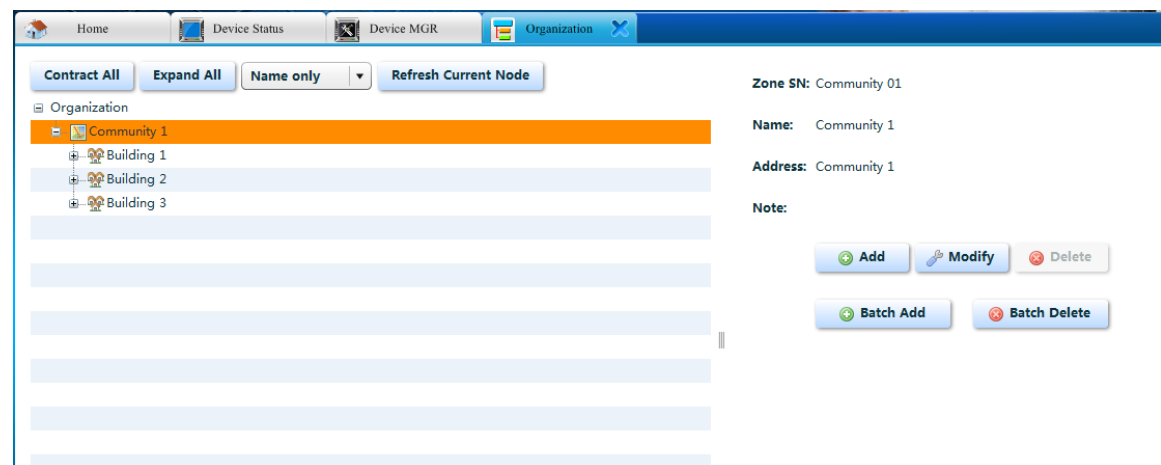 Home Device Status Device MGR Organization
Contract All Expand All Name only Refresh Current Node
Organization
Community 1
Building 1
Building 2
Building 3
Zone SN: Community 01
Name: Community 1
Address: Community 1
Note:
Add Modify Delete
Batch Add Batch Delete